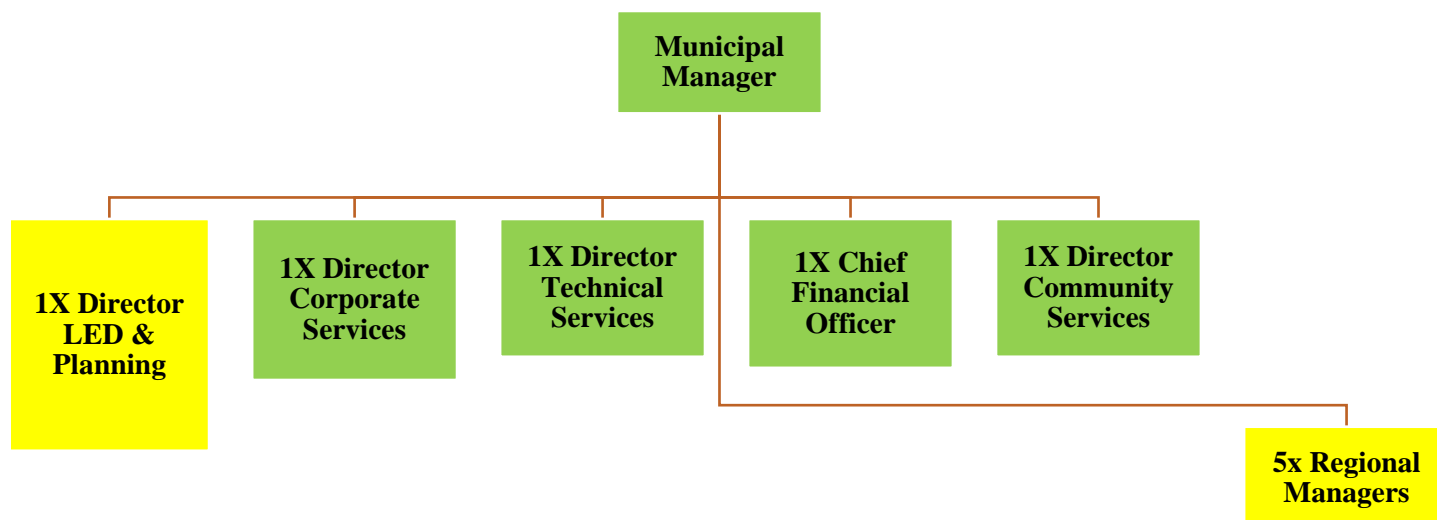 Municipal
Manager
1X Director
LED &
Planning
1X Director
Corporate
Services
1X Director
Technical
Services
1X Chief
Financial
Officer
1X Director
Community
Services
5x Regional
Managers